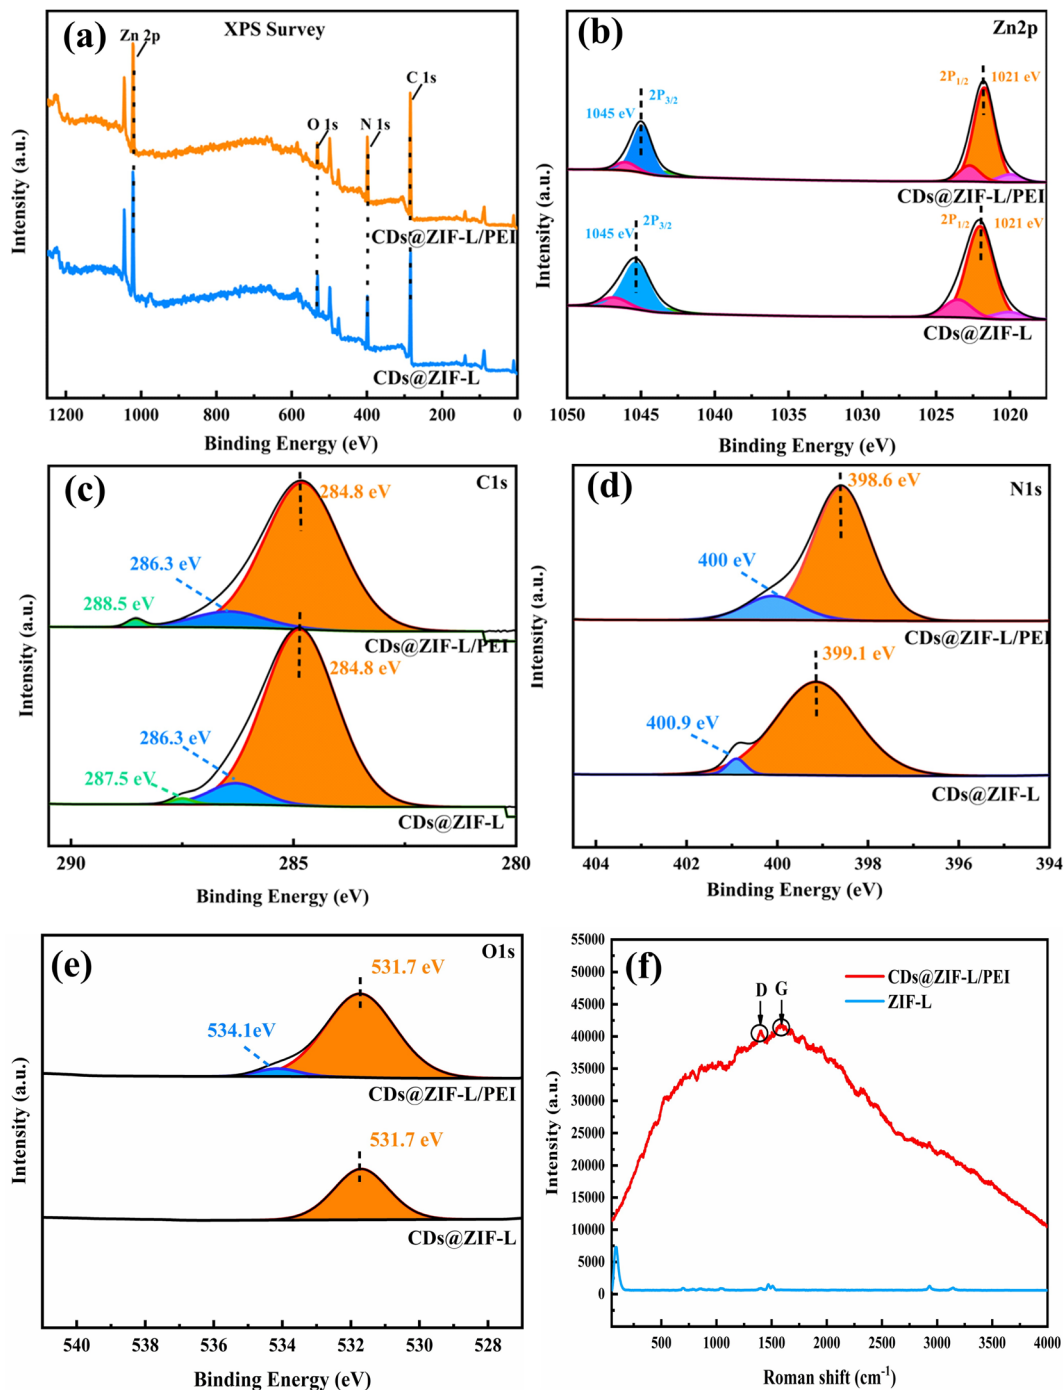 (a)
XPS Survey
Zn 2p
C 1s
O 1s
N 1s
CDs@ZIF-L/PEI
CDs@ZIF-L
Intensity (a.u.)
1200 1000 800 600 400 200 0
Binding Energy (eV)
(b)
Zn2p
2P3/2
1045 eV
2P1/2
1021 eV
CDs@ZIF-L/PEI
2P3/2
1045 eV
2P1/2
1021 eV
CDs@ZIF-L
Intensity (a.u.)
1050 1045 1040 1035 1030 1025 1020
Binding Energy (eV)
(c)
C1s
284.8 eV
286.3 eV
288.5 eV
CDs@ZIF-L/PEI
284.8 eV
286.3 eV
287.5 eV
CDs@ZIF-L
Intensity (a.u.)
290 285 280
Binding Energy (eV)
(d)
N1s
398.6 eV
400 eV
CDs@ZIF-L/PEI
399.1 eV
400.9 eV
CDs@ZIF-L
Intensity (a.u.)
404 402 400 398 396 394
Binding Energy (eV)
(e)
O1s
531.7 eV
534.1eV
CDs@ZIF-L/PEI
531.7 eV
CDs@ZIF-L
Intensity (a.u.)
540 538 536 534 532 530 528
Binding Energy (eV)
(f)
CDs@ZIF-L/PEI
ZIF-L
D G
55000
50000
45000
40000
35000
30000
25000
20000
15000
10000
5000
0
Intensity (a.u.)
500 1000 1500 2000 2500 3000 3500 4000
Roman shift (cm-1)